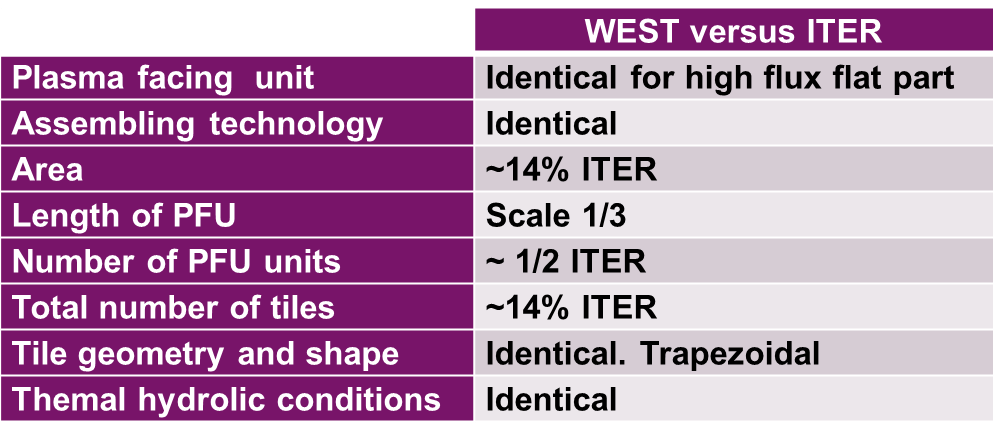 WEST versus ITER
Plasma facing unit Identical for high flux flat part
Assembling technology Identical
Area ~14% ITER
Length of PFU Scale 1/3
Number of PFU units ~ 1/2 ITER
Total number of tiles ~14% ITER
Tile geometry and shape Identical. Trapezoidal
Themal hydrolic conditions Identical